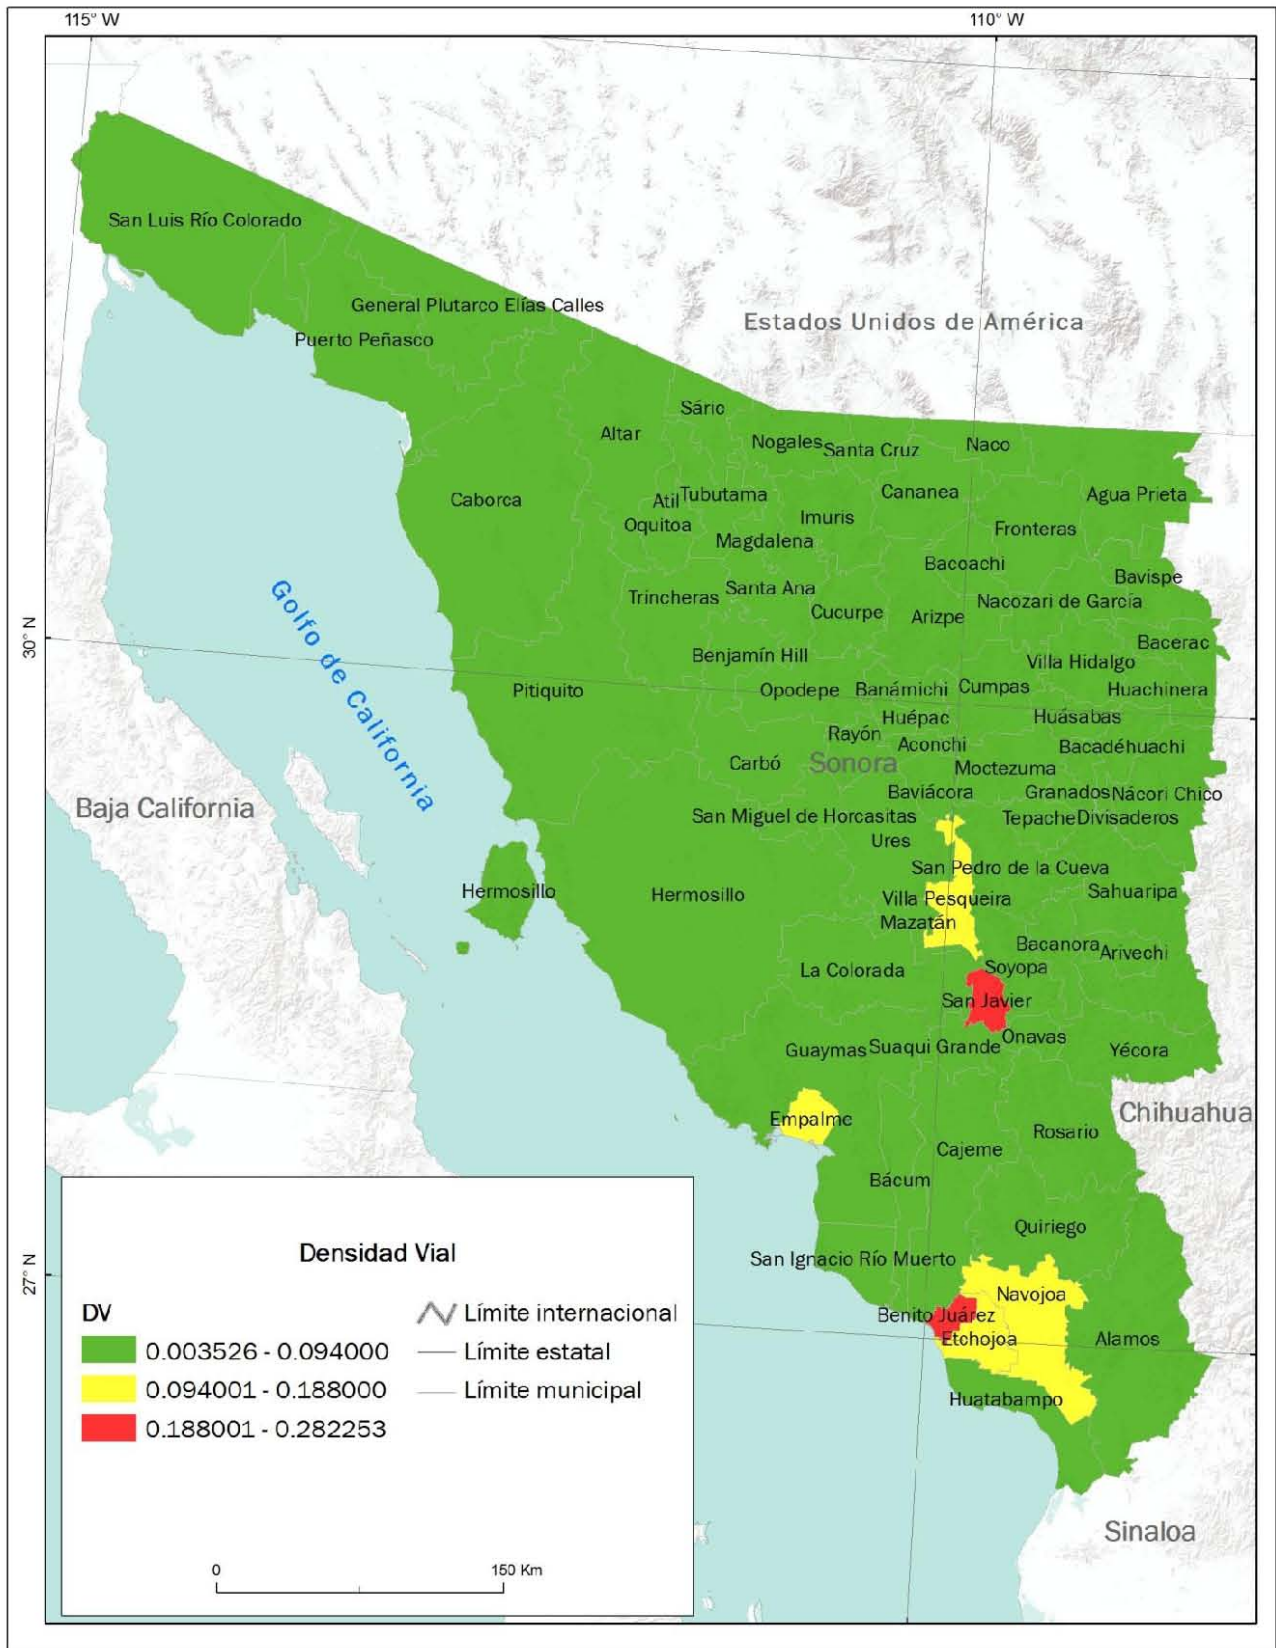 115° W
110° W
San Luis Río Colorado
General Plutarco Elías Calles
Estados Unidos de América
Puerto Peñasco
Sáric
Altar
Nogales
Santa Cruz
Naco
Caborca
Atil
Tubutama
Cananea
Agua Prieta
Oquitoa
Imuris
Fronteras
Magdalena
Bacoachi
Bavispe
Trincheras
Santa Ana
Nacozari de García
Cucurpe
Arizpe
Golfo de California
30° N
Bacerac
Benjamín Hill
Villa Hidalgo
Pitiquito
Opodepe
Banámichi
Cumpas
Huachinera
Huépac
Huásabas
Rayón
Aconchi
Bacadéhuachi
Carbó
Sonora
Moctezuma
Baja California
Baviácora
Granados
Nácori Chico
San Miguel de Horcasitas
Tepache
Divisaderos
Ures
San Pedro de la Cueva
Hermosillo
Hermosillo
Villa Pesqueira
Sahuaripa
Mazatán
Bacanora
Arivechi
La Colorada
Soyopa
San Javier
Onavas
Guaymas
Suaqui Grande
Yécora
Empalme
Chihuahua
Rosario
Cajeme
Bácum
Quiriego
San Ignacio Río Muerto
27° N
Navojoa
Benito Juárez
Etchojoa
Alamos
Huatabampo
Sinaloa
Densidad Vial
DV
0.003526 - 0.094000
0.094001 - 0.188000
0.188001 - 0.282253
Límite internacional
Límite estatal
Límite municipal
0
150 Km